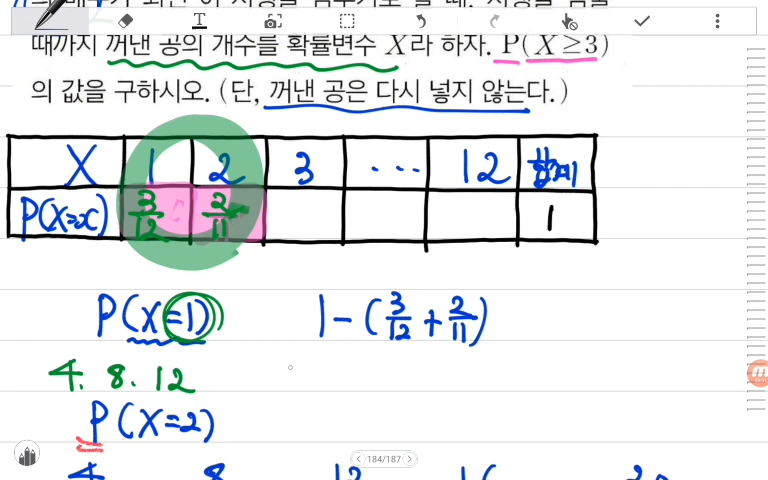 때까지 꺼낸 공의 개수를 확률변수 X라 하자. P(X≥3)
의 값을 구하시오. (단, 꺼낸 공은 다시 넣지 않는다.)
X 1 2 3 ... 12
P(X=x) 3/12 2/11 1
P(X=1) 1-(3/12+2/11)
4. 8. 12
P(X=2)
184/187
4 8 12